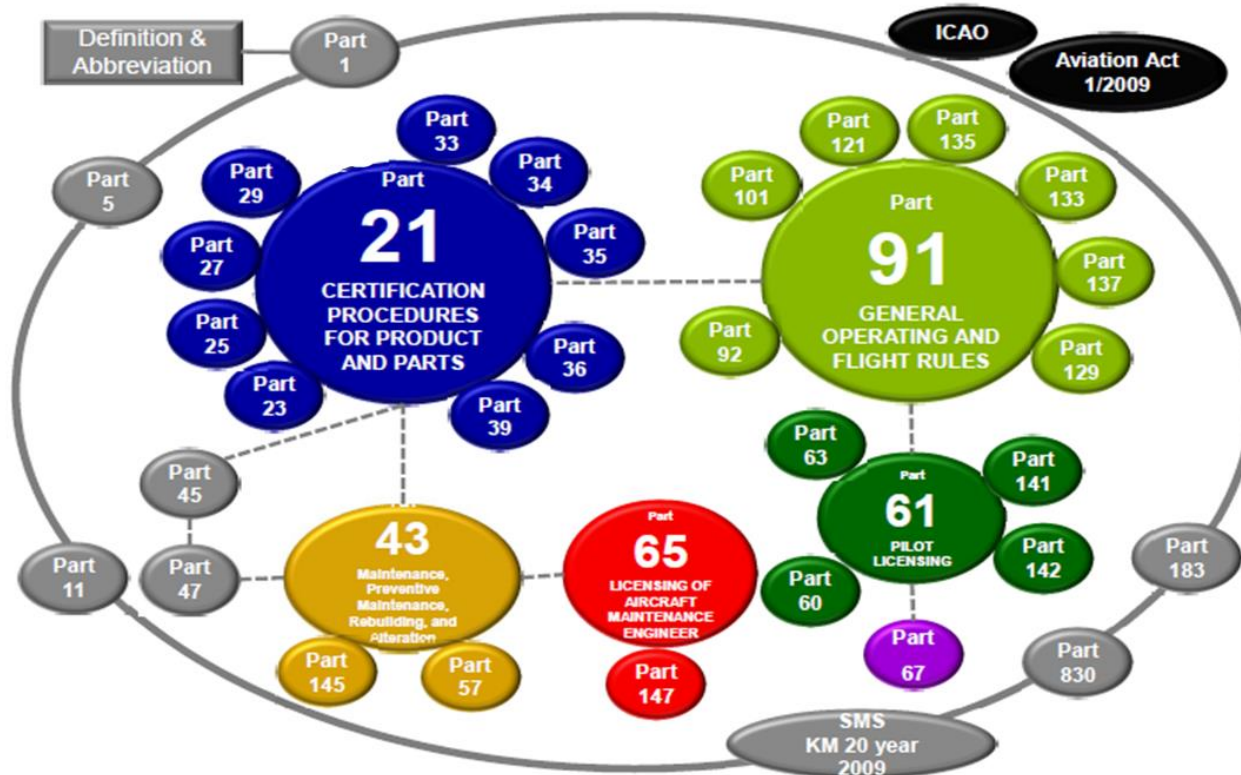 Definition &
Abbreviation
Part
1
ICAO
Aviation Act
1/2009
Part
5
Part
33
Part
34
Part
29
Part
35
Part
27
Part
25
Part
36
Part
23
Part
39
Part
21
CERTIFICATION
PROCEDURES
FOR PRODUCT
AND PARTS
Part
121
Part
135
Part
101
Part
133
Part
137
Part
92
Part
129
Part
91
GENERAL
OPERATING AND
FLIGHT RULES
Part
45
Part
47
Part
11
43
Maintenance,
Preventive
Maintenance,
Rebuilding, and
Alteration
Part
145
Part
57
Part
65
LICENSING OF
AIRCRAFT
MAINTENANCE
ENGINEER
Part
147
Part
63
Part
141
Part
61
PILOT
LICENSING
Part
142
Part
60
Part
67
Part
183
Part
830
SMS
KM 20 year
2009